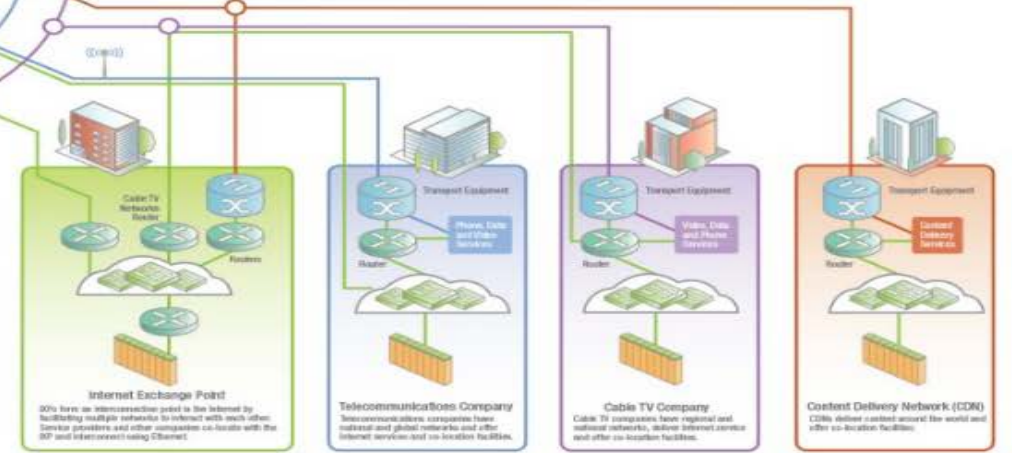 Cable TV
Networks
Router
Routers
Internet Exchange Point
IXPs form an interconnection point in the Internet by
facilitating multiple networks to interact with each other.
Service providers and other companies co-locate with the
IXP and interconnect using Ethernet.
Transport Equipment
Phone, Data
and Video
Services
Router
Telecommunications Company
Telecommunications companies have
national and global networks and offer
Internet services and co-location facilities.
Transport Equipment
Video, Data
and Phone
Services
Router
Cable TV Company
Cable TV companies have regional and
national networks, deliver Internet service
and offer co-location facilities.
Transport Equipment
Content
Delivery
Services
Router
Content Delivery Network (CDN)
CDNs deliver content around the world and
offer co-location facilities.